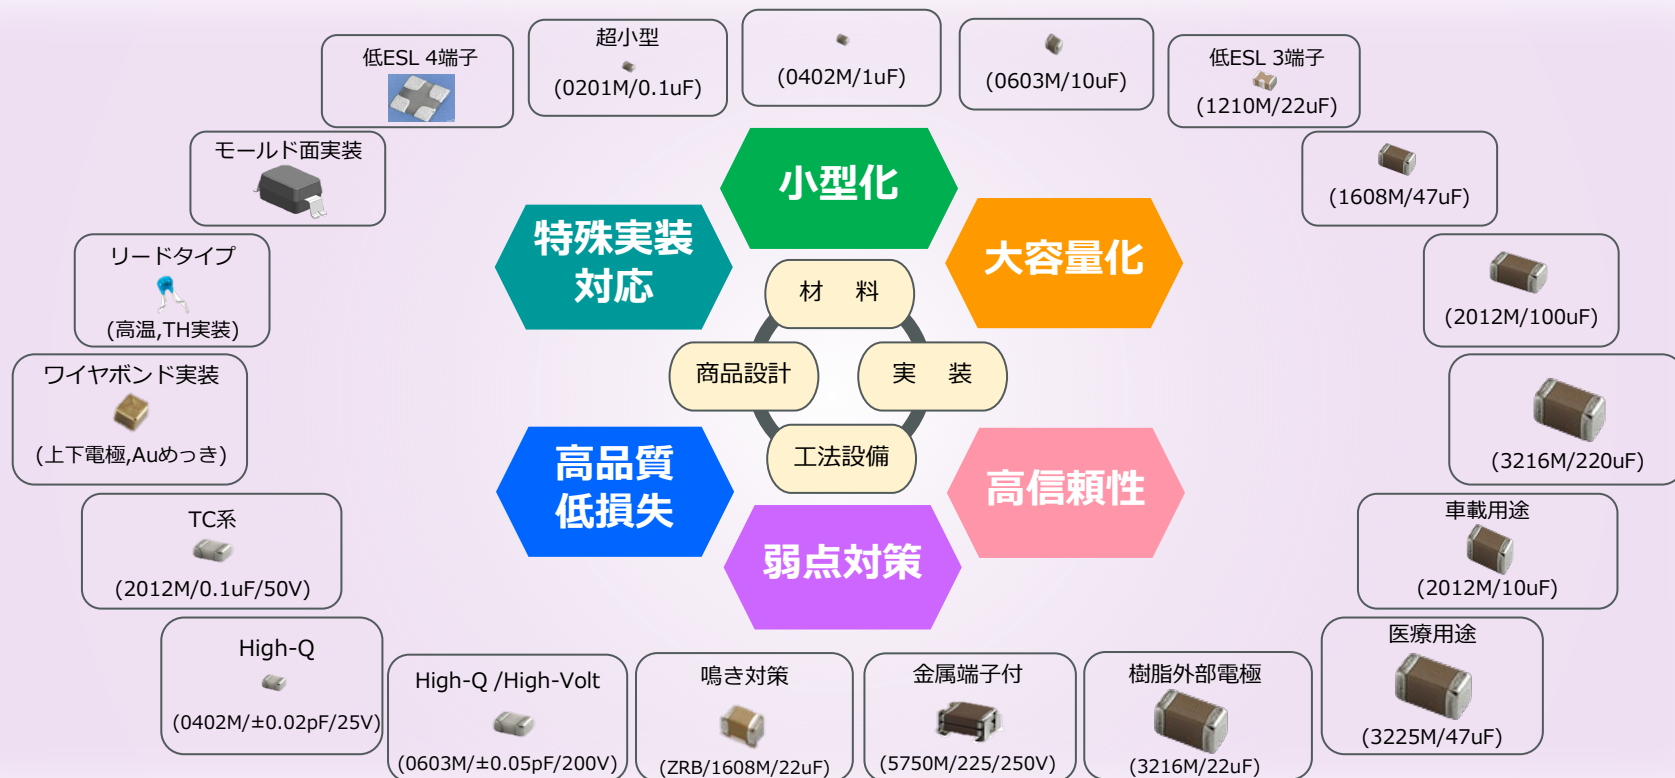 低ESL 4端子
超小型
(0201M/0.1uF)
(0402M/1uF)
(0603M/10uF)
低ESL 3端子
(1210M/22uF)
モールド面実装
(1608M/47uF)
リードタイプ
(高温,TH実装)
(2012M/100uF)
ワイヤボンド実装
(上下電極,Auめっき)
(3216M/220uF)
TC系
(2012M/0.1uF/50V)
車載用途
(2012M/10uF)
High-Q
(0402M/±0.02pF/25V)
High-Q /High-Volt
(0603M/±0.05pF/200V)
鳴き対策
(ZRB/1608M/22uF)
金属端子付
(5750M/225/250V)
樹脂外部電極
(3216M/22uF)
医療用途
(3225M/47uF)
小型化
特殊実装
対応
大容量化
材 料
商品設計
実 装
工法設備
高品質
低損失
高信頼性
弱点対策